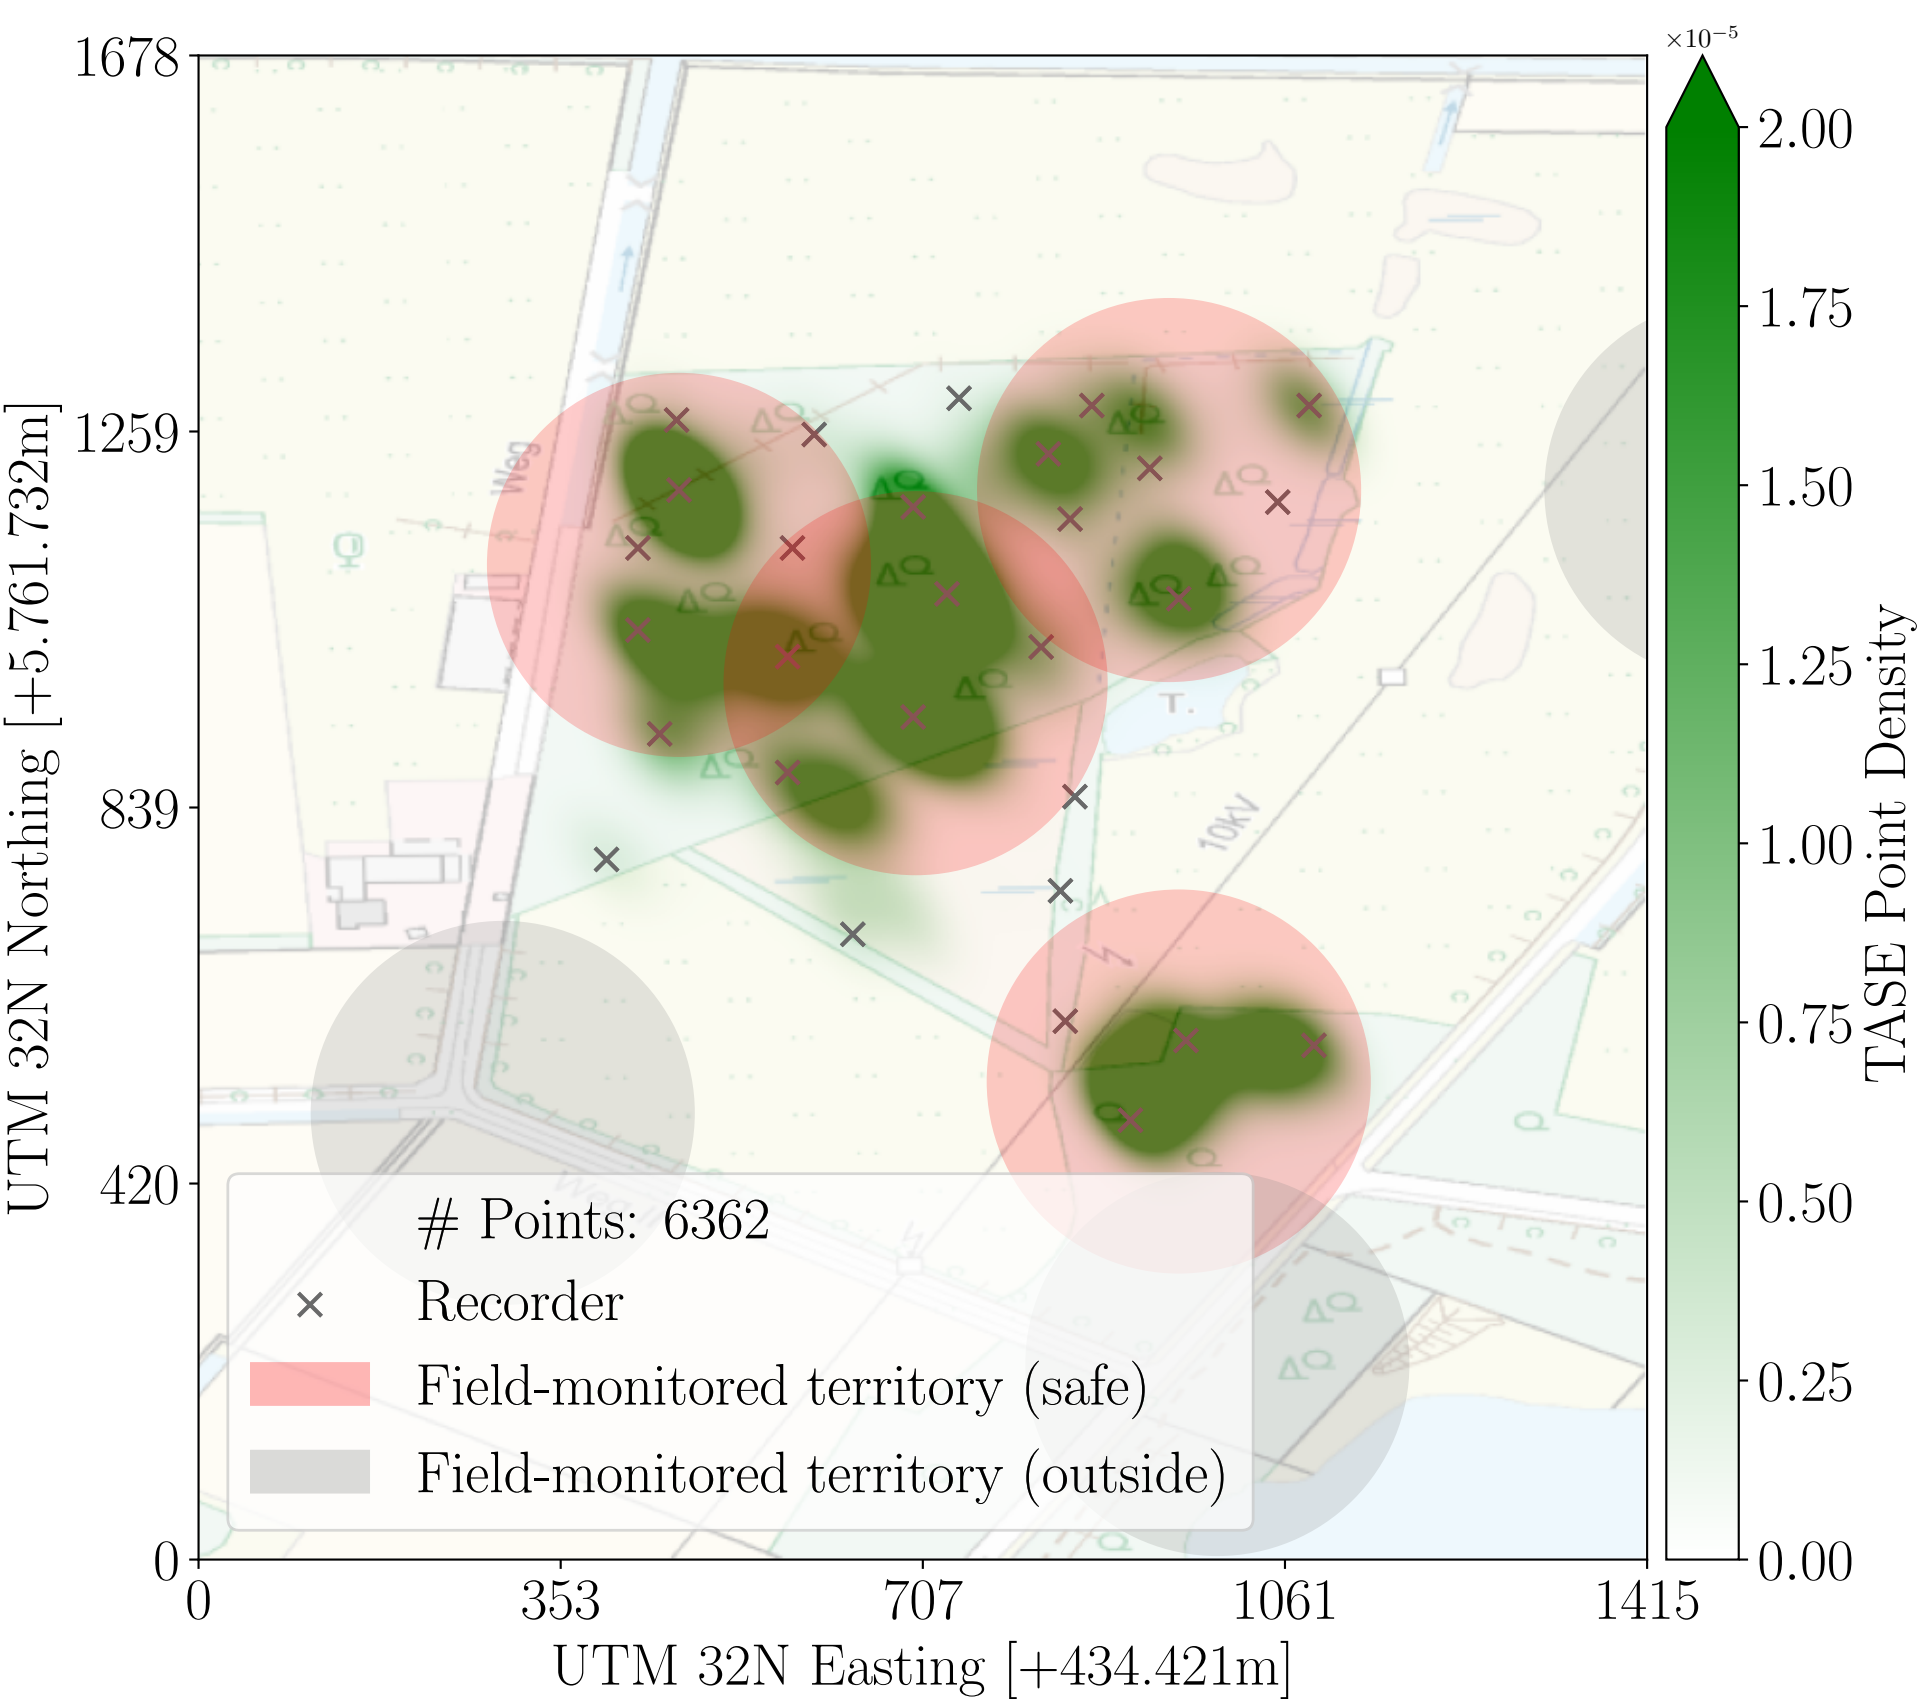 ×10⁻⁵
1678
1259
839
420
0
UTM 32N Northing [+5.761.732m]
Weg
T.
10kV
Weg
# Points: 6362
Recorder
Field-monitored territory (safe)
Field-monitored territory (outside)
0
353
707
1061
1415
UTM 32N Easting [+434.421m]
2.00
1.75
1.50
1.25
1.00
0.75
0.50
0.25
0.00
TASE Point Density